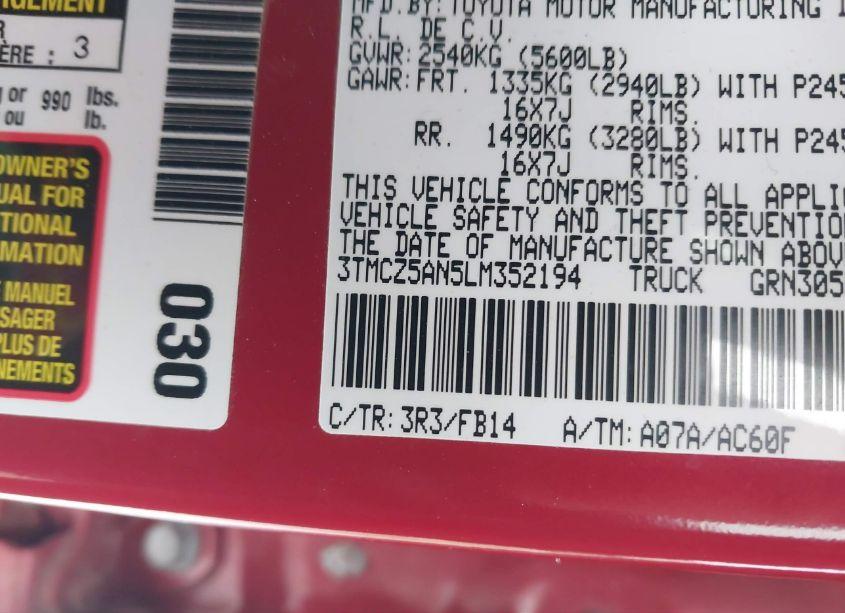 R
ÈRE : 3
or 990 lbs.
ou lb.
OWNER'S
UAL FOR
TIONAL
RMATION
MANUEL
SAGER
PLUS DE
NEMENTS
030
MFD.BY:TOYOTA MOTOR MANUFACTURING
R.L. DE C.V.
GVWR:2540KG (5600LB)
GAWR:FRT. 1335KG (2940LB) WITH P245
16X7J RIMS.
RR. 1490KG (3280LB) WITH P245
16X7J RIMS.
THIS VEHICLE CONFORMS TO ALL APPLIC
VEHICLE SAFETY AND THEFT PREVENTION
THE DATE OF MANUFACTURE SHOWN ABOV
3TMCZ5AN5LM352194 TRUCK GRN305
C/TR:3R3/FB14 A/TM:A07A/AC60F